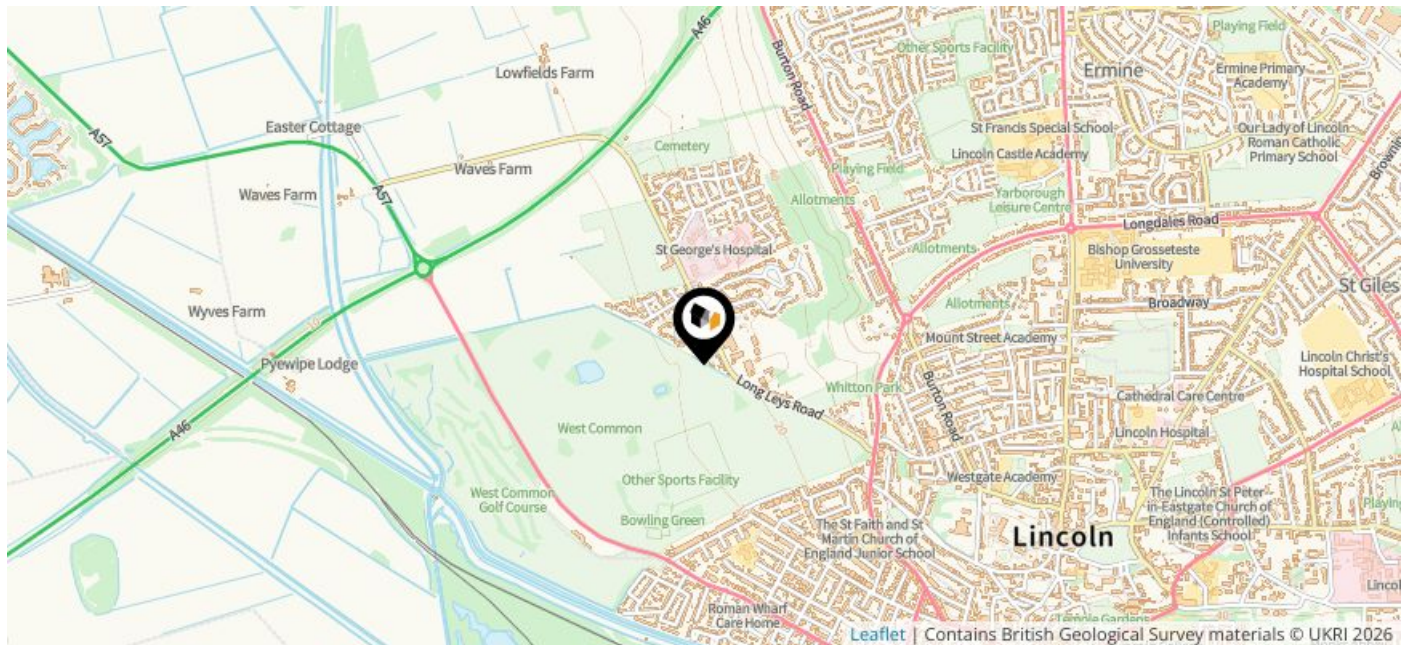 A46
Burton Road
Playing Field
Other Sports Facility
Lowfields Farm
Ermine
Ermine Primary
Academy
A57
Easter Cottage
St Francis Special School
Our Lady of Lincoln
Roman Catholic
Primary School
Cemetery
Lincoln Castle Academy
Waves Farm
Playing Field
Waves Farm
A57
Allotments
Yarborough
Leisure Centre
Longdales Road
St George's Hospital
Allotments
Bishop Grosseteste
University
St Giles
Allotments
Broadway
Wyves Farm
Mount Street Academy
Pyewipe Lodge
Lincoln Christ's
Hospital School
Long Leys Road
Whitton Park
Burton Road
Cathedral Care Centre
A46
West Common
Lincoln Hospital
Other Sports Facility
Westgate Academy
West Common
Golf Course
Bowling Green
The St Faith and St
Martin Church of
England Junior School
Lincoln
The Lincoln St Peter
in-Eastgate Church of
England (Controlled)
Infants School
Roman Wharf
Care Home
Temple Gardens
Leaflet | Contains British Geological Survey materials © UKRI 2026